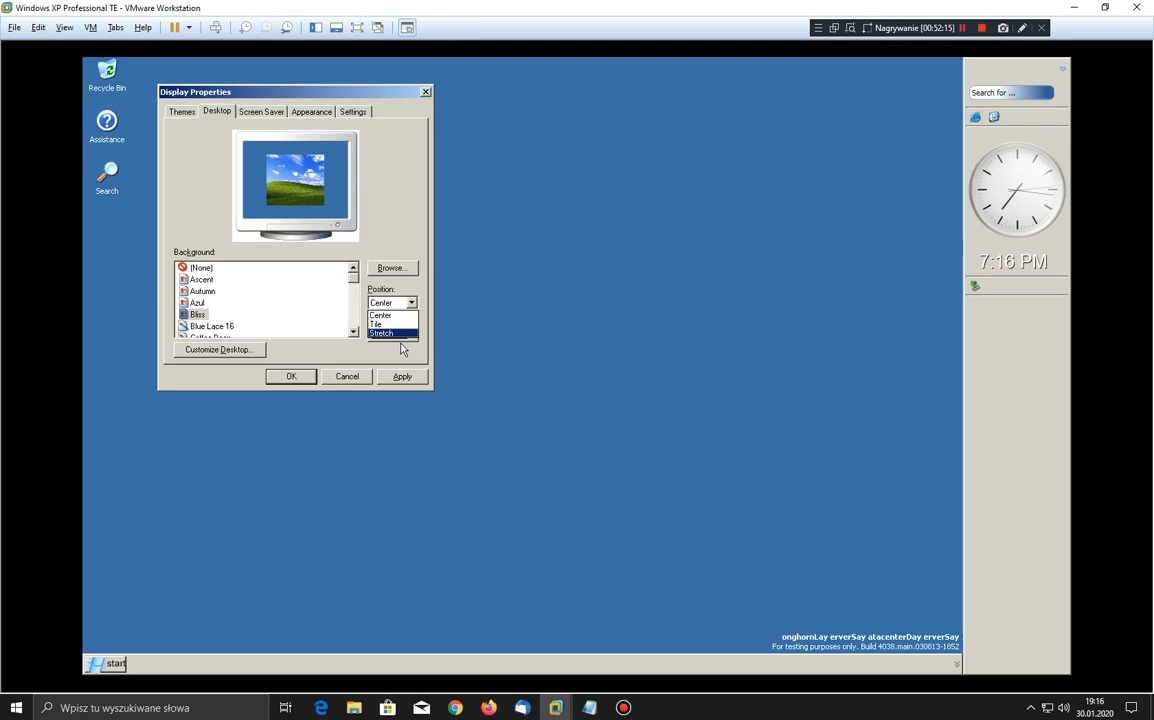 Windows XP Professional TE - VMware Workstation
File Edit View VM Tabs Help
Nagrywanie [00:52:15]
Recycle Bin
Assistance
Search
Display Properties
Themes Desktop Screen Saver Appearance Settings
Background:
(None)
Ascent
Autumn
Azul
Bliss
Blue Lace 16
Browse...
Position:
Center
Center
Tile
Stretch
Customize Desktop...
OK Cancel Apply
Search for ...
7:16 PM
onghornLay erverSay atacenterDay erverSay
For testing purposes only. Build 4038.main.030813-1852
start
Wpisz tu wyszukiwane słowa
19:16
30.01.2020